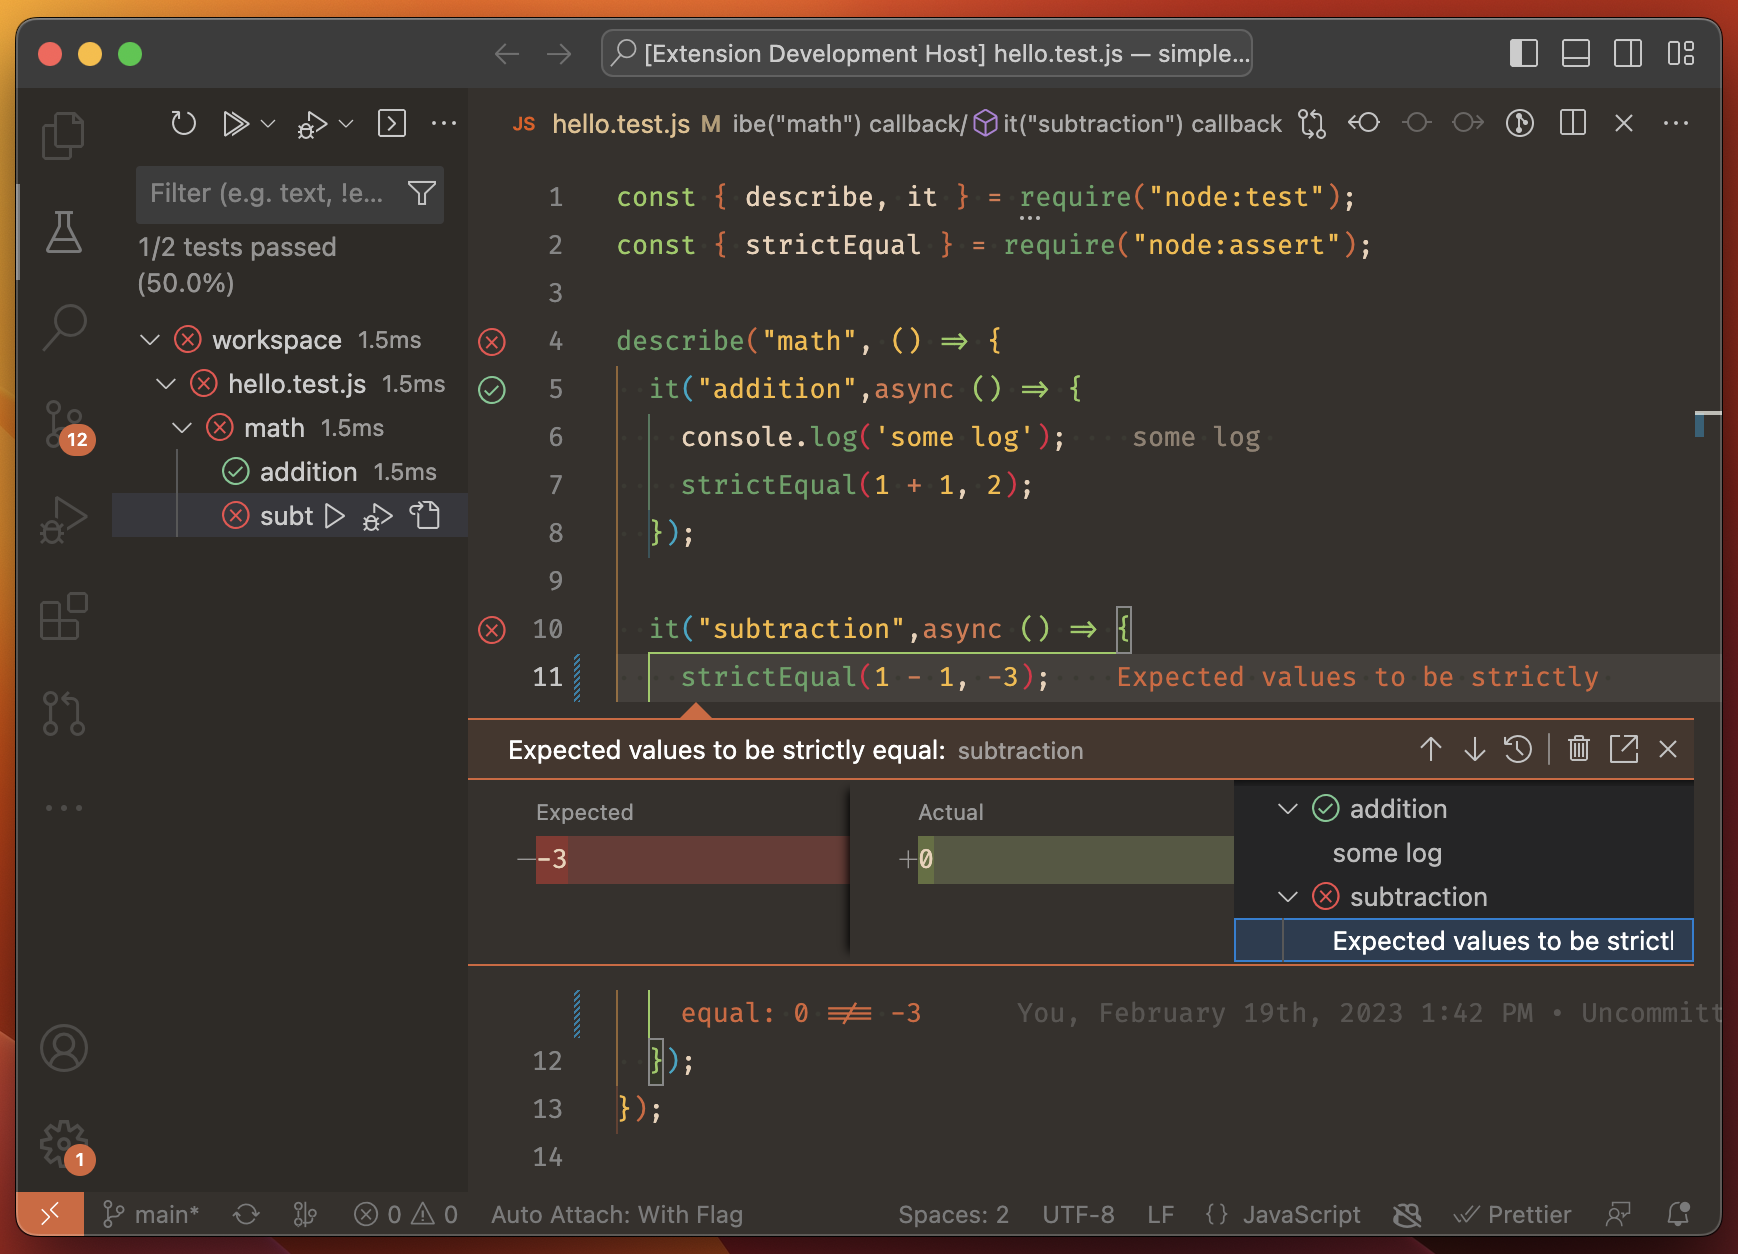 [Extension Development Host] hello.test.js — simple...
JS hello.test.js M ibe("math") callback/ it("subtraction") callback
Filter (e.g. text, !e...
1/2 tests passed
(50.0%)
workspace 1.5ms
hello.test.js 1.5ms
math 1.5ms
addition 1.5ms
subt
12
1
1 const { describe, it } = require("node:test");
2 const { strictEqual } = require("node:assert");
3
4 describe("math", () => {
5 it("addition",async () => {
6 console.log('some log'); some log
7 strictEqual(1 + 1, 2);
8 });
9
10 it("subtraction",async () => {
11 strictEqual(1 - 1, -3); Expected values to be strictly
Expected values to be strictly equal: subtraction
Expected
-3
Actual
0
addition
some log
subtraction
Expected values to be strictl
equal: 0 !== -3 You, February 19th, 2023 1:42 PM • Uncommitt
12 });
13 });
14
main* 0 0 Auto Attach: With Flag Spaces: 2 UTF-8 LF {} JavaScript Prettier